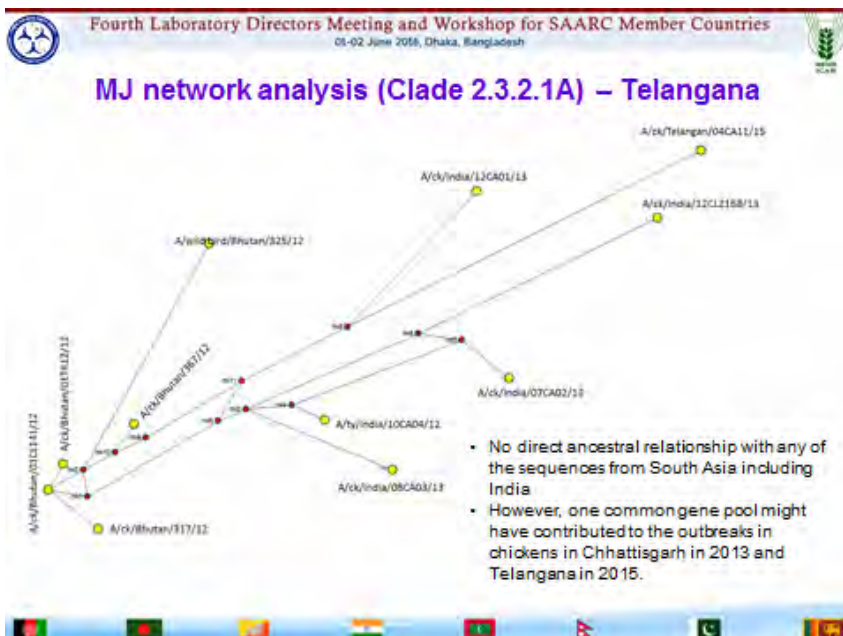 Fourth Laboratory Directors Meeting and Workshop for SAARC Member Countries
01-02 June 2016, Dhaka, Bangladesh
MJ network analysis (Clade 2.3.2.1A) – Telangana
A/ck/Telangan/04CA11/15
A/ck/India/12CA01/13
A/ck/India/12CL2168/13
A/wild bird/Bhutan/325/12
A/ck/Bhutan/367/12
A/ck/India/07CA02/12
A/ty/India/10CA04/12
A/ck/India/08CA03/13
A/ck/Bhutan/317/12
• No direct ancestral relationship with any of
the sequences from South Asia including
India
• However, one common gene pool might
have contributed to the outbreaks in
chickens in Chhattisgarh in 2013 and
Telangana in 2015.